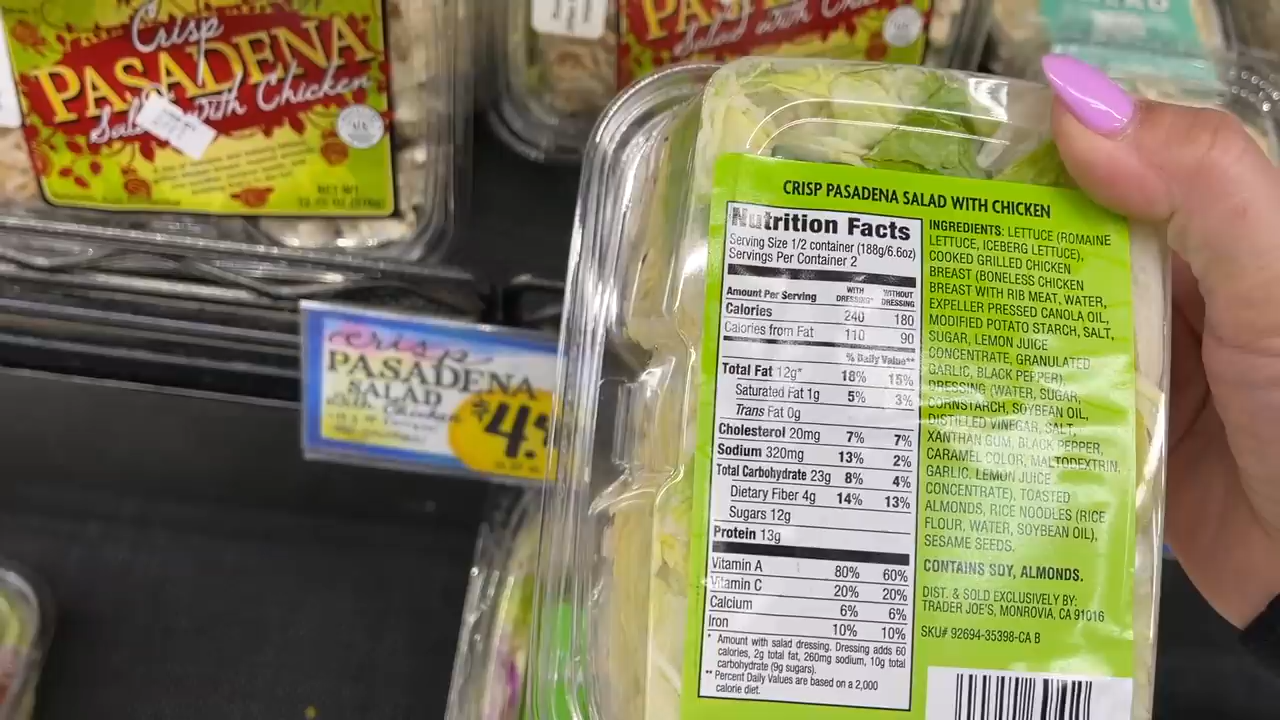 Crisp
PASADENA
Salad with Chicken
NET WT
PASADENA
Salad with
crisp
PASADENA
SALAD
with Chicken
$4.
CRISP PASADENA SALAD WITH CHICKEN
Nutrition Facts
Serving Size 1/2 container (188g/6.6oz)
Servings Per Container 2
Amount Per Serving WITH DRESSING* WITHOUT DRESSING
Calories 240 180
Calories from Fat 110 90
% Daily Value**
Total Fat 12g* 18% 15%
Saturated Fat 1g 5% 3%
Trans Fat 0g
Cholesterol 20mg 7% 7%
Sodium 320mg 13% 2%
Total Carbohydrate 23g 8% 4%
Dietary Fiber 4g 14% 13%
Sugars 12g
Protein 13g
Vitamin A 80% 60%
Vitamin C 20% 20%
Calcium 6% 6%
Iron 10% 10%
* Amount with salad dressing. Dressing adds 60
calories, 2g total fat, 260mg sodium, 10g total
carbohydrate (9g sugars).
** Percent Daily Values are based on a 2,000
calorie diet.
INGREDIENTS: LETTUCE (ROMAINE
LETTUCE, ICEBERG LETTUCE),
COOKED GRILLED CHICKEN
BREAST (BONELESS CHICKEN
BREAST WITH RIB MEAT, WATER,
EXPELLER PRESSED CANOLA OIL,
MODIFIED POTATO STARCH, SALT,
SUGAR, LEMON JUICE
CONCENTRATE, GRANULATED
GARLIC, BLACK PEPPER),
DRESSING (WATER, SUGAR,
CORNSTARCH, SOYBEAN OIL,
DISTILLED VINEGAR, SALT,
XANTHAN GUM, BLACK PEPPER,
CARAMEL COLOR, MALTODEXTRIN,
GARLIC, LEMON JUICE
CONCENTRATE), TOASTED
ALMONDS, RICE NOODLES (RICE
FLOUR, WATER, SOYBEAN OIL),
SESAME SEEDS.
CONTAINS SOY, ALMONDS.
DIST. & SOLD EXCLUSIVELY BY:
TRADER JOE'S, MONROVIA, CA 91016
SKU# 92694-35398-CA B